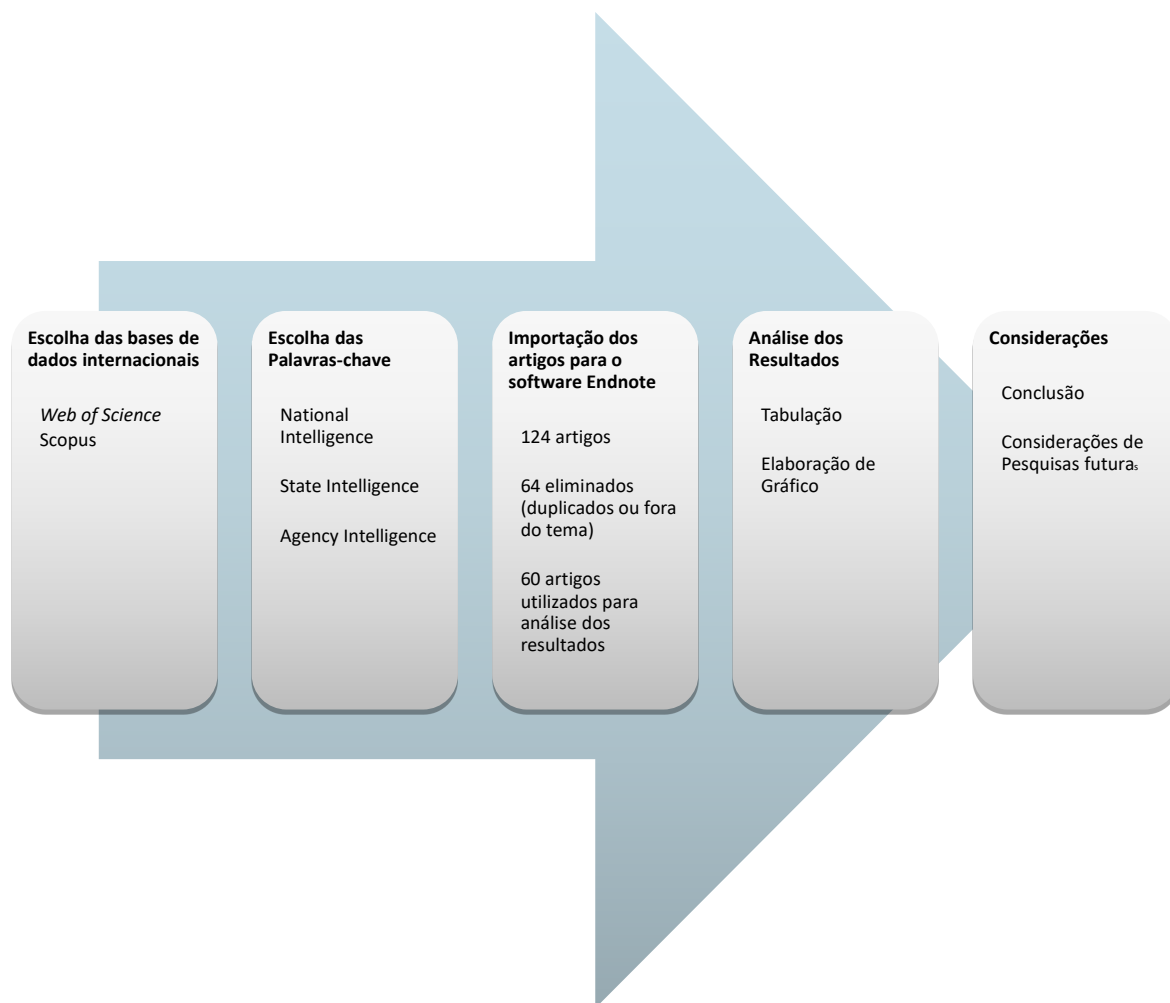 Escolha das bases de
dados internacionais
Web of Science
Scopus
Escolha das
Palavras-chave
National
Intelligence
State Intelligence
Agency Intelligence
Importação dos
artigos para o
software Endnote
124 artigos
64 eliminados
(duplicados ou fora
do tema)
60 artigos
utilizados para
análise dos
resultados
Análise dos
Resultados
Tabulação
Elaboração de
Gráfico
Considerações
Conclusão
Considerações de
Pesquisas futuras